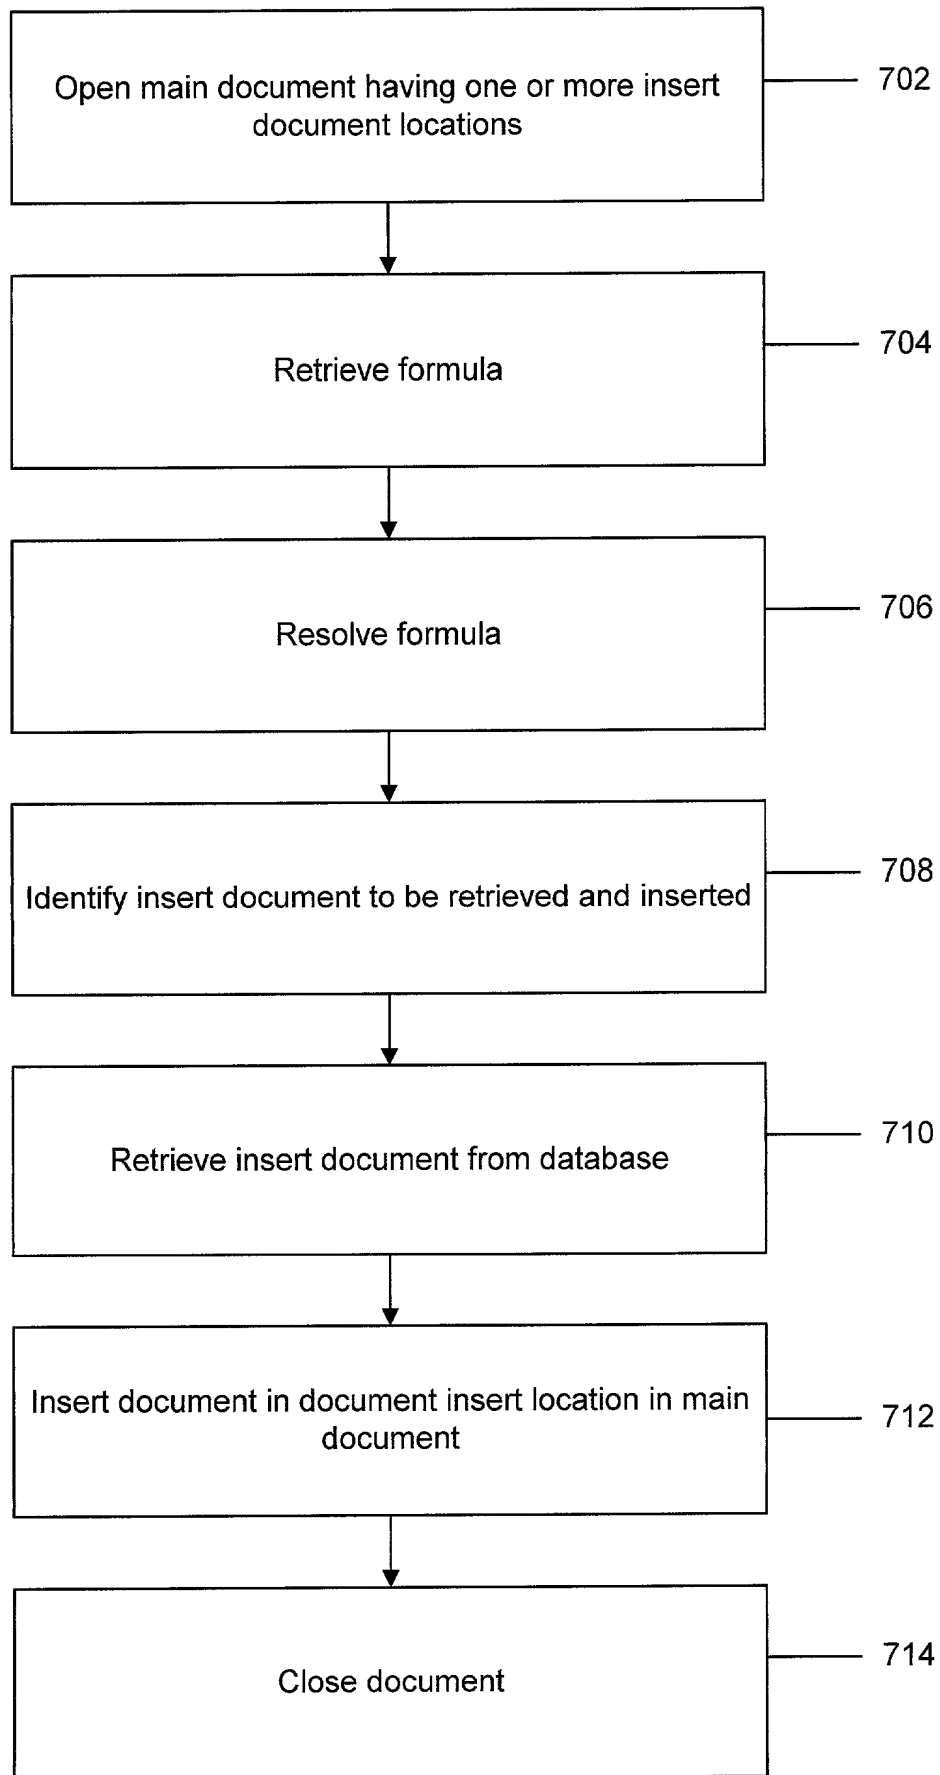 Open main document having one or more insert
document locations
702
Retrieve formula
704
Resolve formula
706
Identify insert document to be retrieved and inserted
708
Retrieve insert document from database
710
Insert document in document insert location in main
document
712
Close document
714